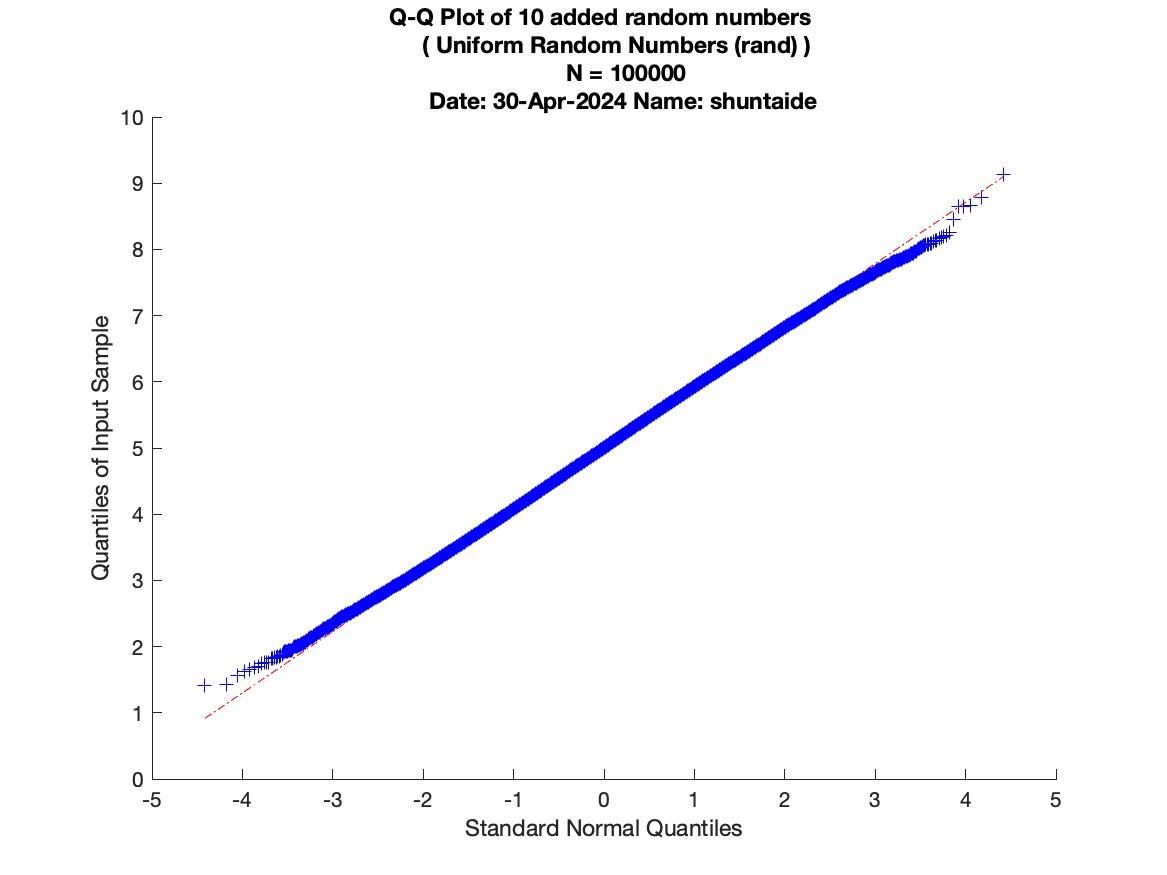 Q-Q Plot of 10 added random numbers
( Uniform Random Numbers (rand) )
N = 100000
Date: 30-Apr-2024 Name: shuntaide
10
9
8
7
6
5
4
3
2
1
0
Quantiles of Input Sample
-5 -4 -3 -2 -1 0 1 2 3 4 5
Standard Normal Quantiles